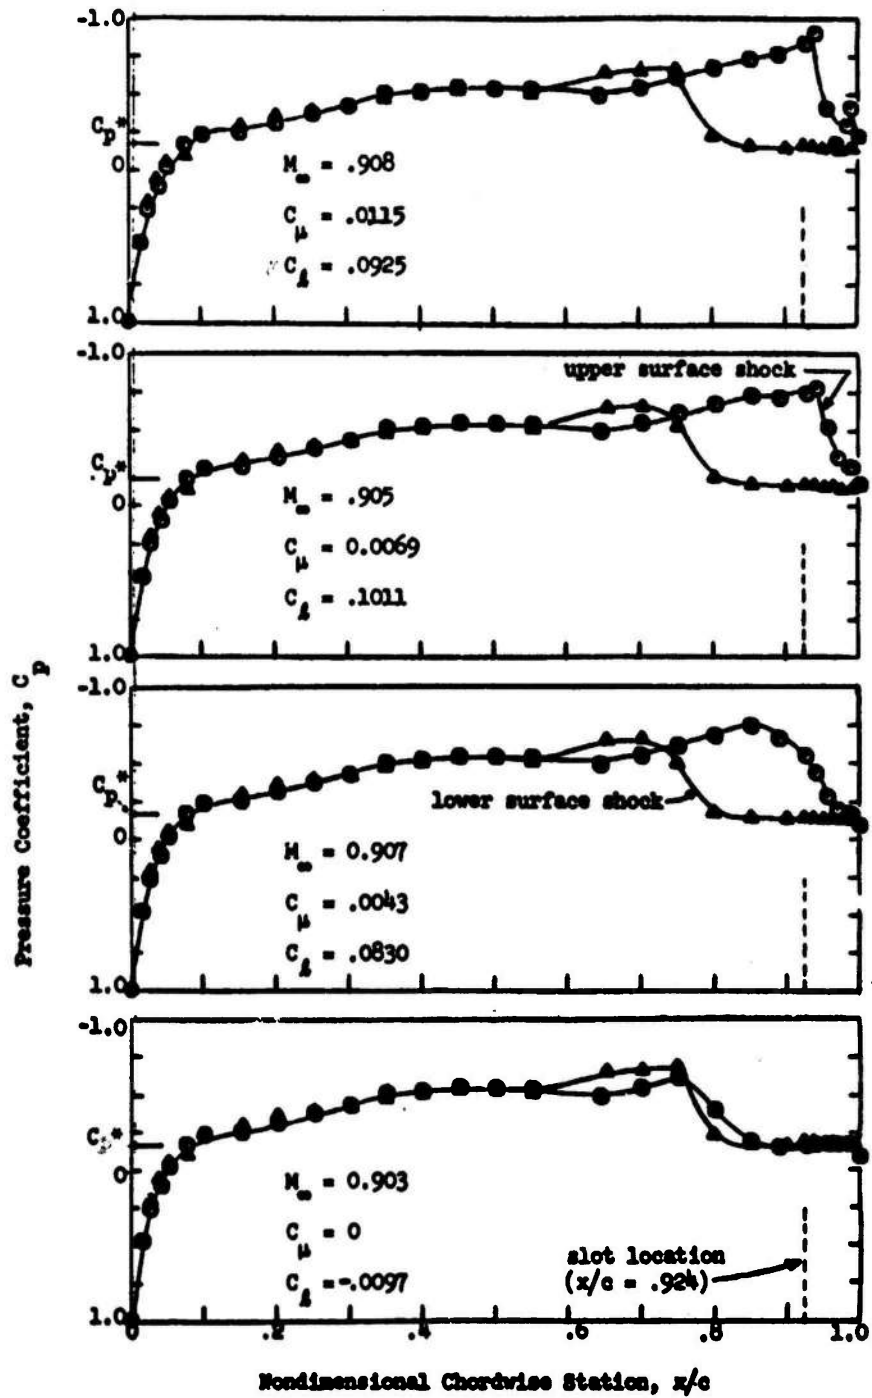 -1.0
Cp*
0
M∞ = .908
Cμ = .0115
Cℓ = .0925
1.0
-1.0
upper surface shock
Cp*
0
M∞ = .905
Cμ = 0.0069
Cℓ = .1011
1.0
-1.0
Cp*
lower surface shock
0
M∞ = 0.907
Cμ = .0043
Cℓ = .0830
1.0
-1.0
Cp*
0
M∞ = 0.903
Cμ = 0
slot location
(x/c = .924)
Cℓ = -.0097
1.0
0 .2 .4 .6 .8 1.0
Nondimensional Chordwise Station, x/c
Pressure Coefficient, Cp